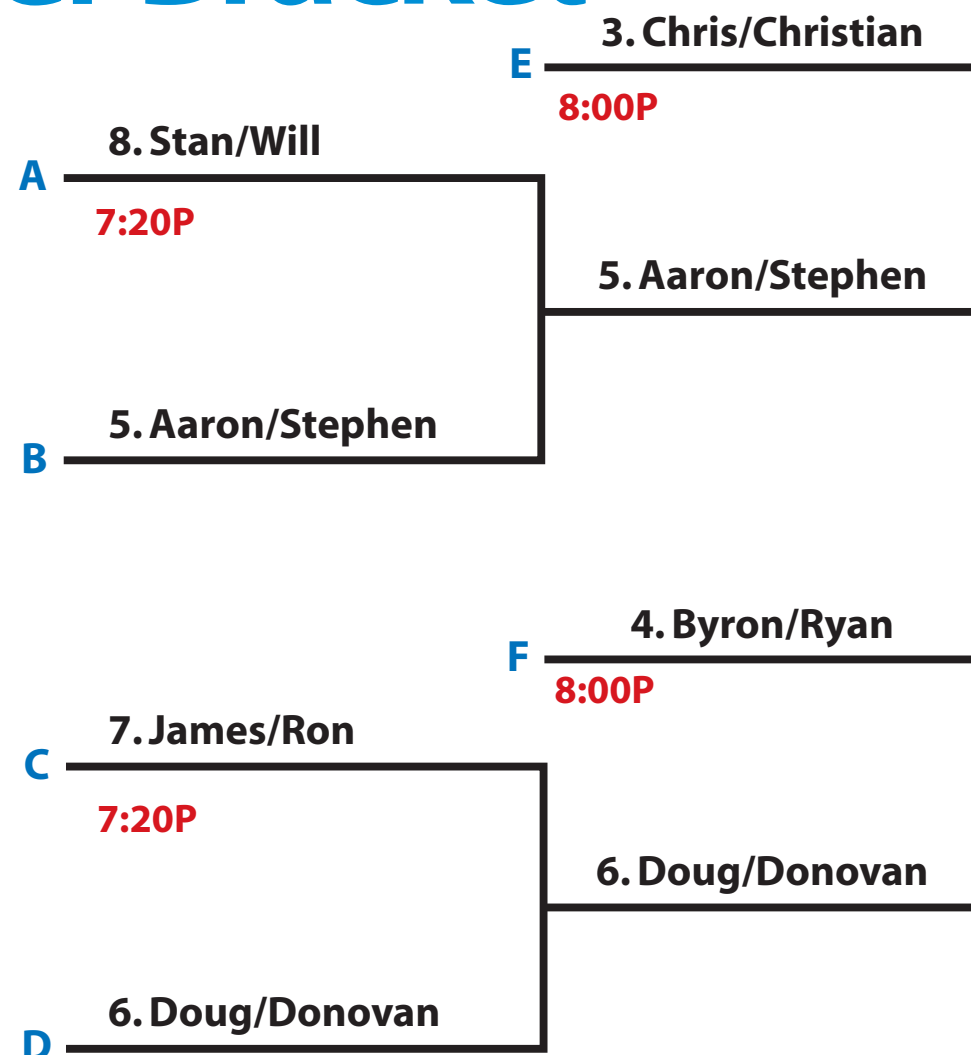 Bracket
3. Chris/Christian
E
8:00P
8. Stan/Will
A
7:20P
5. Aaron/Stephen
5. Aaron/Stephen
B
4. Byron/Ryan
F
8:00P
7. James/Ron
C
7:20P
6. Doug/Donovan
6. Doug/Donovan
D